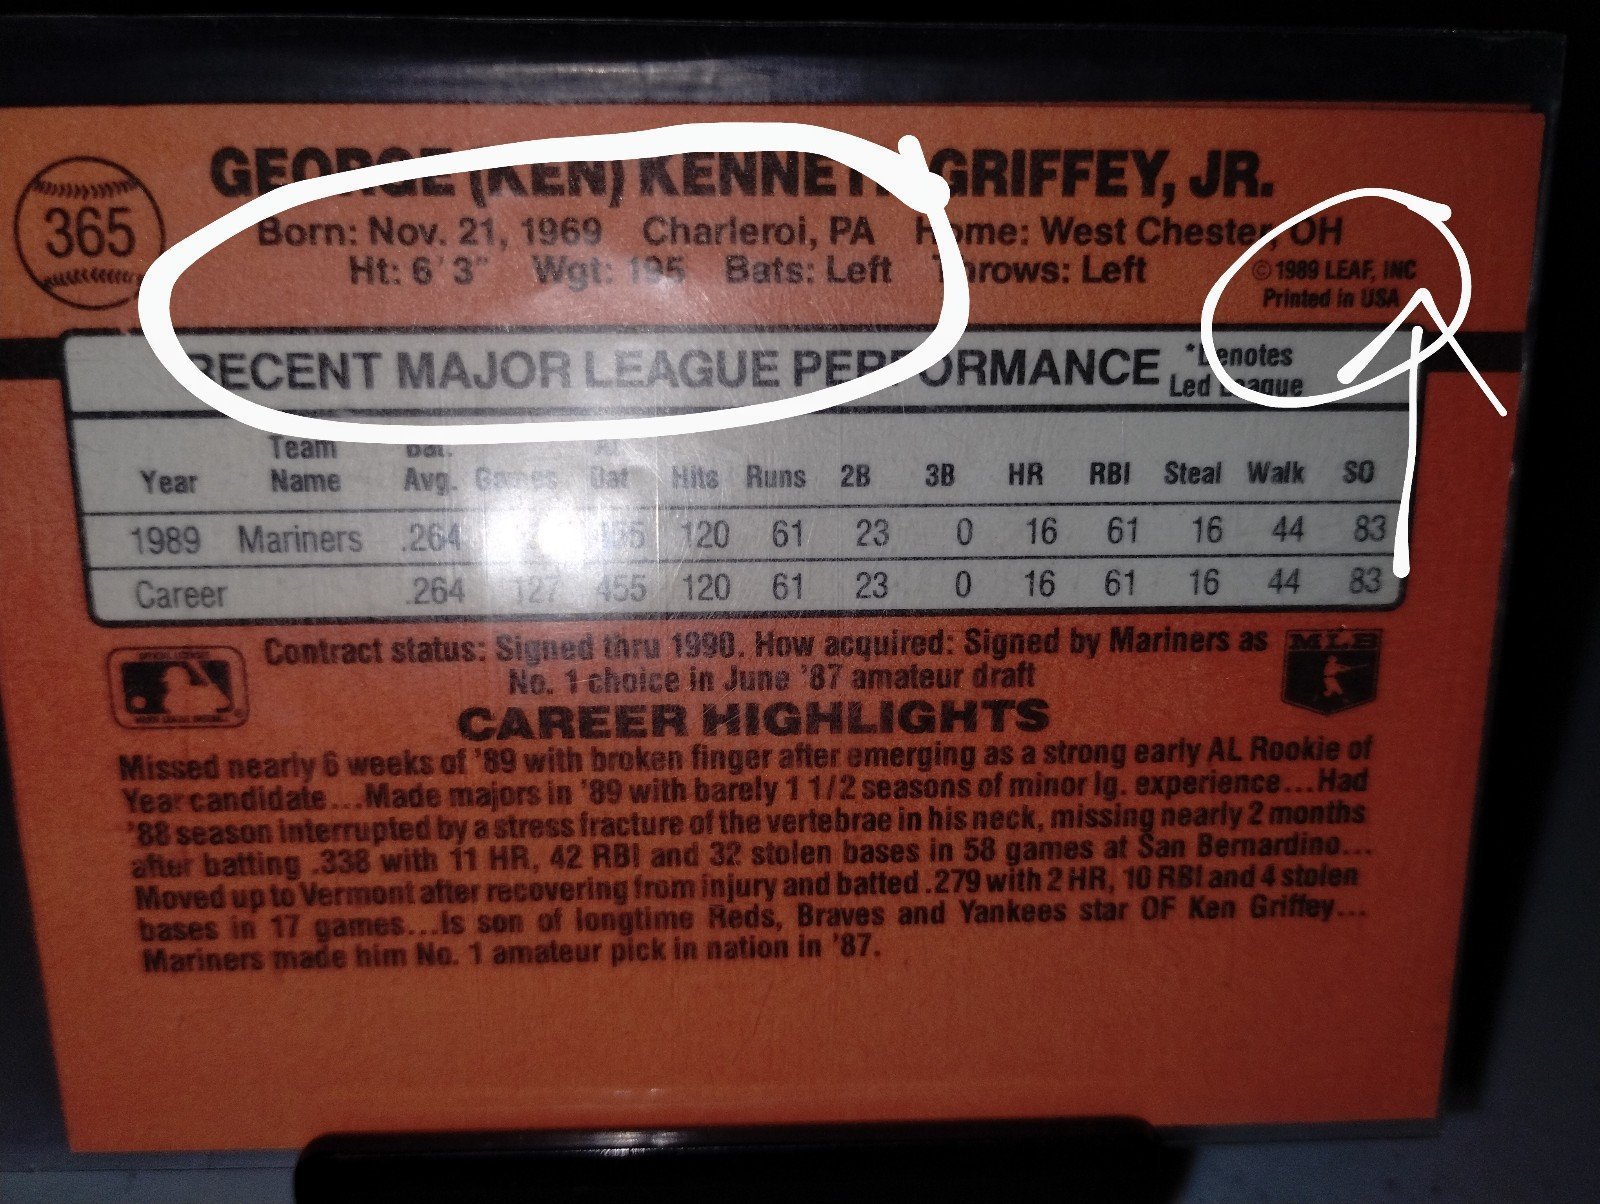 365
GEORGE (KEN) KENNETH GRIFFEY, JR.
Born: Nov. 21, 1969 Charleroi, PA Home: West Chester, OH
Ht: 6' 3" Wgt: 195 Bats: Left Throws: Left
© 1989 LEAF, INC
Printed in USA
RECENT MAJOR LEAGUE PERFORMANCE
*Denotes
Led League
Year Team Name Bat. Avg. Games At Bat Hits Runs 2B 3B HR RBI Steal Walk SO
1989 Mariners .264 455 120 61 23 0 16 61 16 44 83
Career .264 127 455 120 61 23 0 16 61 16 44 83
Contract status: Signed thru 1990. How acquired: Signed by Mariners as
No. 1 choice in June '87 amateur draft
MLB
CAREER HIGHLIGHTS
Missed nearly 6 weeks of '89 with broken finger after emerging as a strong early AL Rookie of
Year candidate...Made majors in '89 with barely 1 1/2 seasons of minor lg. experience...Had
'88 season interrupted by a stress fracture of the vertebrae in his neck, missing nearly 2 months
after batting .338 with 11 HR, 42 RBI and 32 stolen bases in 58 games at San Bernardino...
Moved up to Vermont after recovering from injury and batted .279 with 2 HR, 10 RBI and 4 stolen
bases in 17 games...Is son of longtime Reds, Braves and Yankees star OF Ken Griffey...
Mariners made him No. 1 amateur pick in nation in '87.